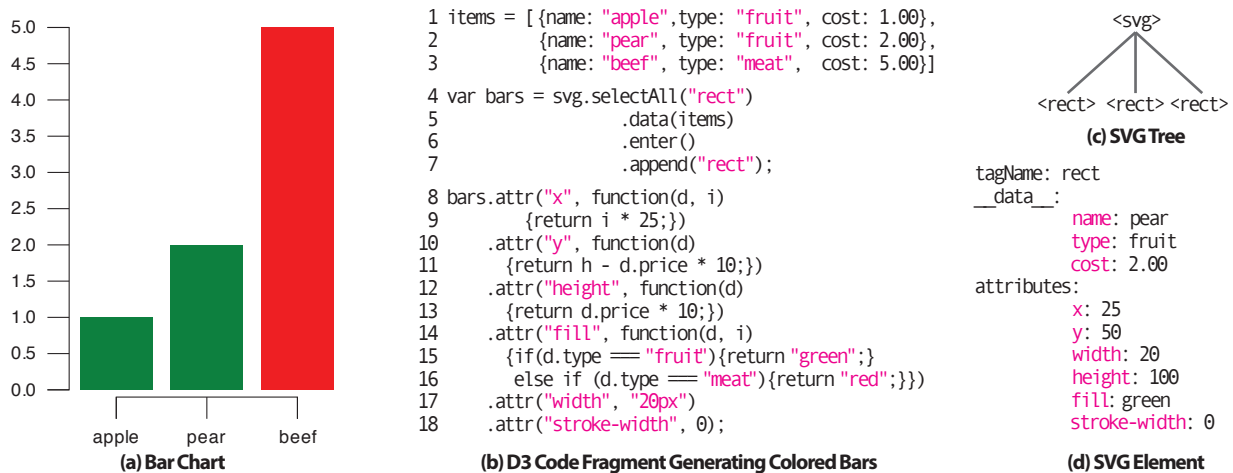 5.0
4.5
4.0
3.5
3.0
2.5
2.0
1.5
1.0
0.5
0.0
apple pear beef
(a) Bar Chart
1 items = [{name: "apple",type: "fruit", cost: 1.00},
2 {name: "pear", type: "fruit", cost: 2.00},
3 {name: "beef", type: "meat", cost: 5.00}]
4 var bars = svg.selectAll("rect")
5 .data(items)
6 .enter()
7 .append("rect");
8 bars.attr("x", function(d, i)
9 {return i * 25;})
10 .attr("y", function(d)
11 {return h - d.price * 10;})
12 .attr("height", function(d)
13 {return d.price * 10;})
14 .attr("fill", function(d, i)
15 {if(d.type === "fruit"){return "green";}
16 else if (d.type === "meat"){return "red";}})
17 .attr("width", "20px")
18 .attr("stroke-width", 0);
(b) D3 Code Fragment Generating Colored Bars
<svg>
<rect> <rect> <rect>
(c) SVG Tree
tagName: rect
__data__:
name: pear
type: fruit
cost: 2.00
attributes:
x: 25
y: 50
width: 20
height: 100
fill: green
stroke-width: 0
(d) SVG Element